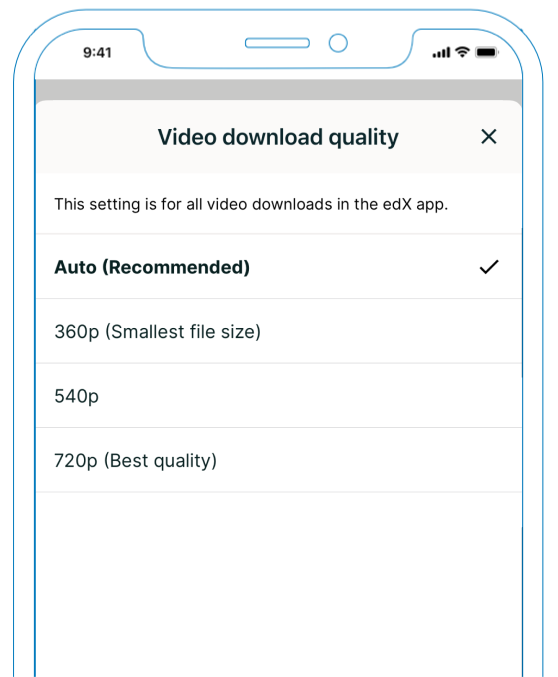 9:41
Video download quality
This setting is for all video downloads in the edX app.
Auto (Recommended)
360p (Smallest file size)
540p
720p (Best quality)